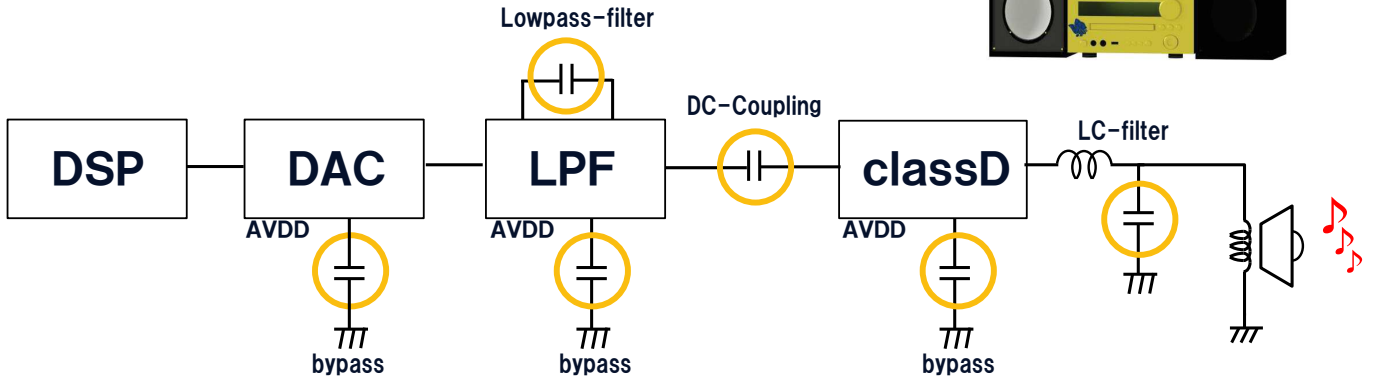 Lowpass-filter
DC-Coupling
LC-filter
DSP
DAC
LPF
classD
AVDD
AVDD
AVDD
bypass
bypass
bypass